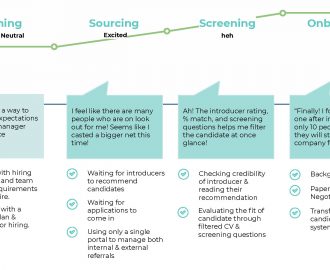 ning
Neutral
Sourcing
Excited
Screening
heh
Onb
a way to
xpectations
manager
ce
I feel like there are many
people who are on look
out for me! Seems like I
casted a bigger net this
time!
Ah! The introducer rating,
% match, and screening
questions helps me filter
the candidate at once
glance!
"Finally! I fo
one after in
only 10 pe
they will st
company f
with hiring
and team
quirements
ire.
with a
lan &
or hiring.
Waiting for introducers
to recommend
candidates
Waiting for
applications to
come in
Using only a single
portal to manage both
internal & external
referrals
Checking credibility
of introducer &
reading their
recommendation
Evaluating the fit of
candidate through
filtered CV &
screening questions
Backg
Paper
Negot
Transf
candid
system